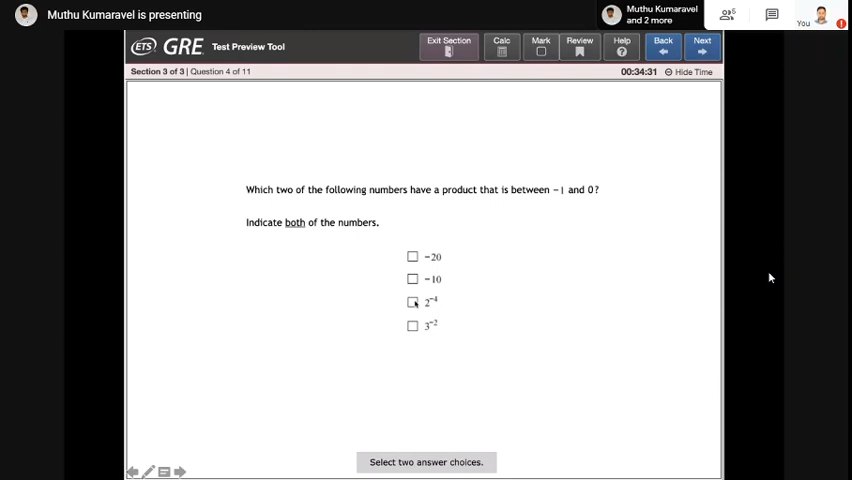 Muthu Kumaravel is presenting
Muthu Kumaravel
and 2 more
5
You
ETS GRE Test Preview Tool
Exit Section
Calc
Mark
Review
Help
Back
Next
Section 3 of 3 | Question 4 of 11
00:34:31
Hide Time
Which two of the following numbers have a product that is between −1 and 0?
Indicate both of the numbers.
−20
−10
2⁻⁴
3⁻²
Select two answer choices.